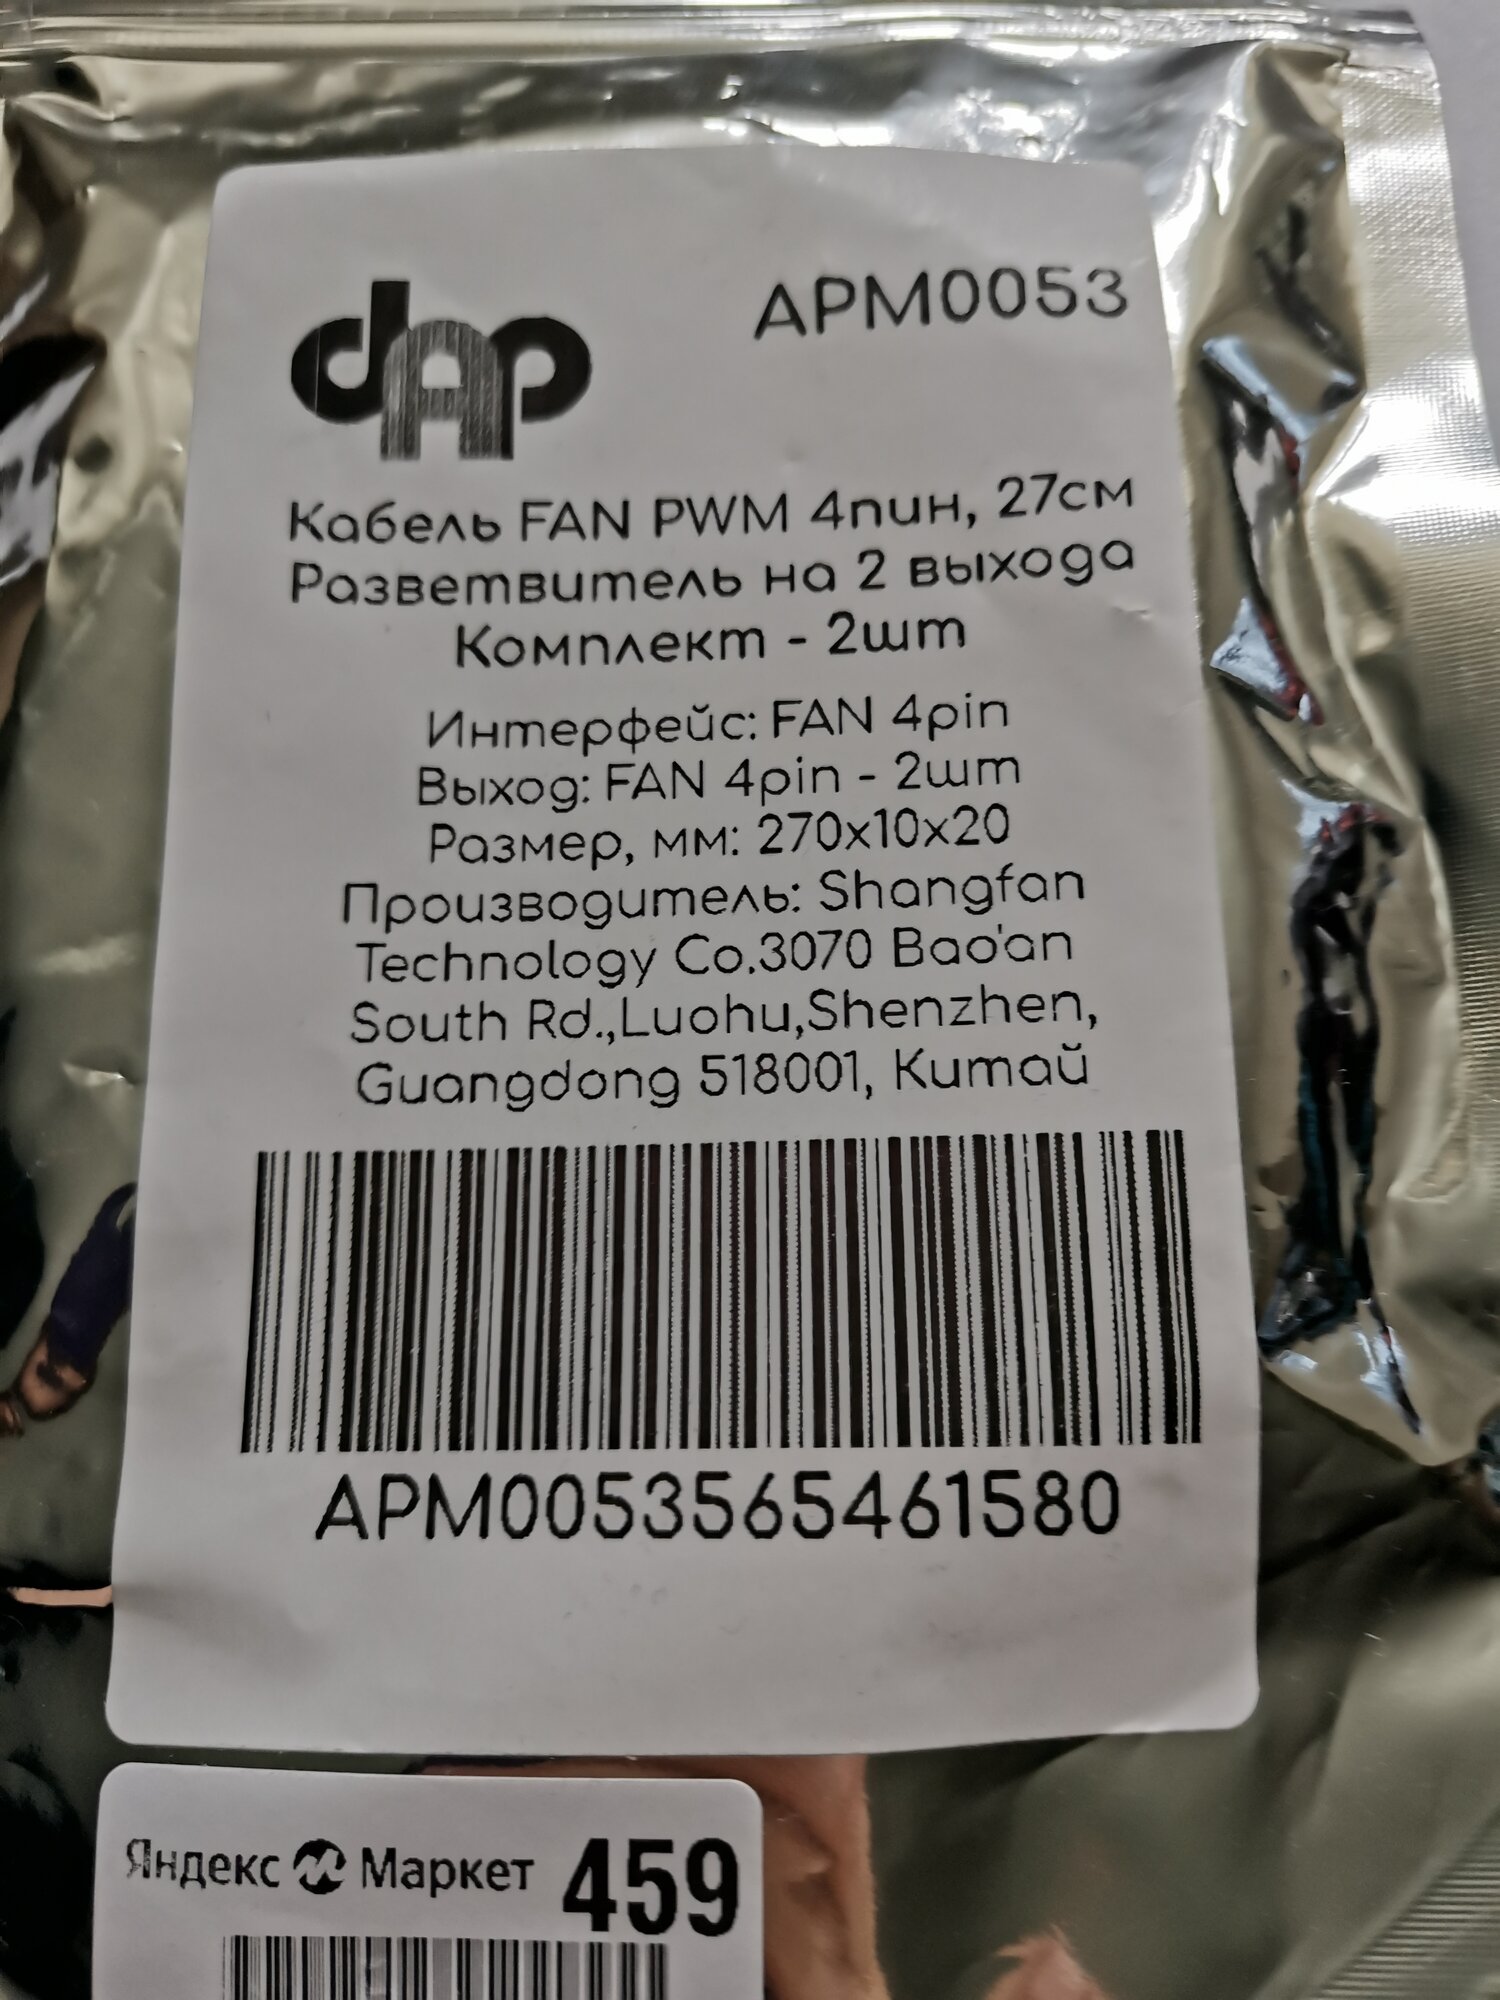 dAp
APM0053
Кабель FAN PWM 4пин, 27см
Разветвитель на 2 выхода
Комплект - 2шт
Интерфейс: FAN 4pin
Выход: FAN 4pin - 2шт
Размер, мм: 270x10x20
Производитель: Shangfan
Technology Co.3070 Bao'an
South Rd.,Luohu,Shenzhen,
Guangdong 518001, Китай
APM0053565461580
Яндекс Маркет 459